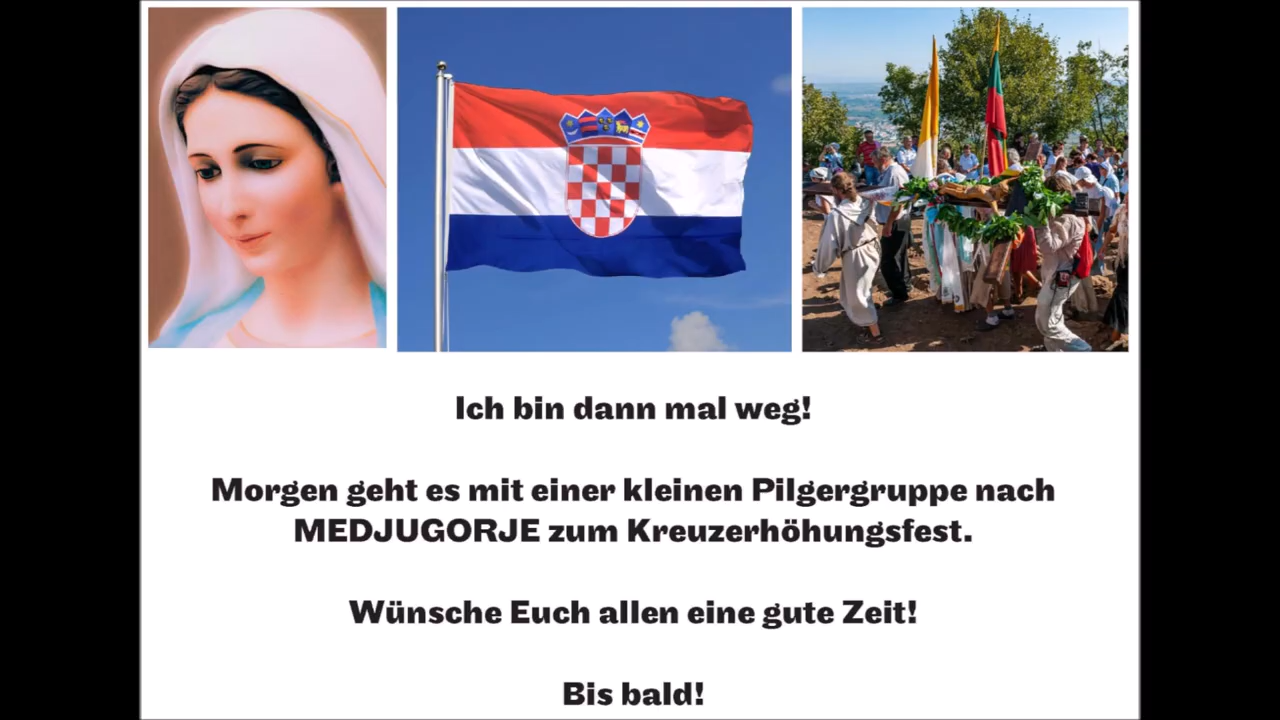 Ich bin dann mal weg!
Morgen geht es mit einer kleinen Pilgergruppe nach
MEDJUGORJE zum Kreuzerhöhungsfest.
Wünsche Euch allen eine gute Zeit!
Bis bald!